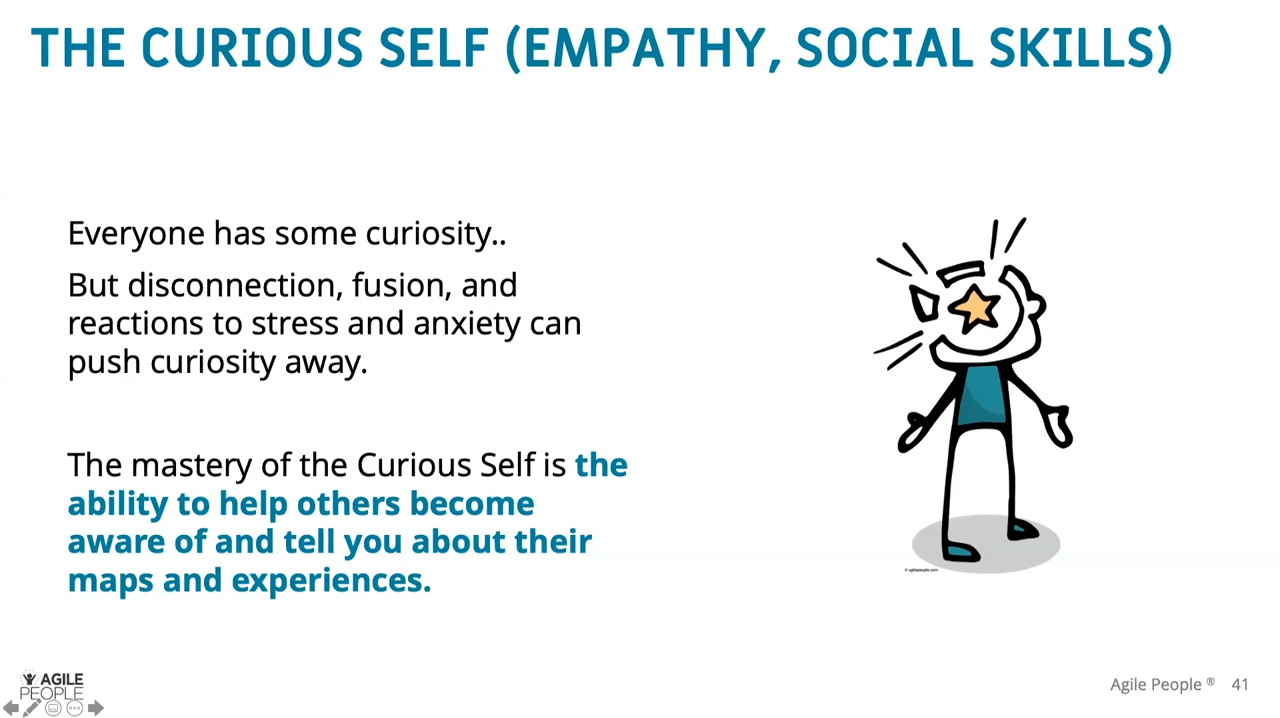 THE CURIOUS SELF (EMPATHY, SOCIAL SKILLS)
Everyone has some curiosity..
But disconnection, fusion, and
reactions to stress and anxiety can
push curiosity away.
The mastery of the Curious Self is the
ability to help others become
aware of and tell you about their
maps and experiences.
© agilepeople.com
AGILE
PEOPLE
Agile People ® 41